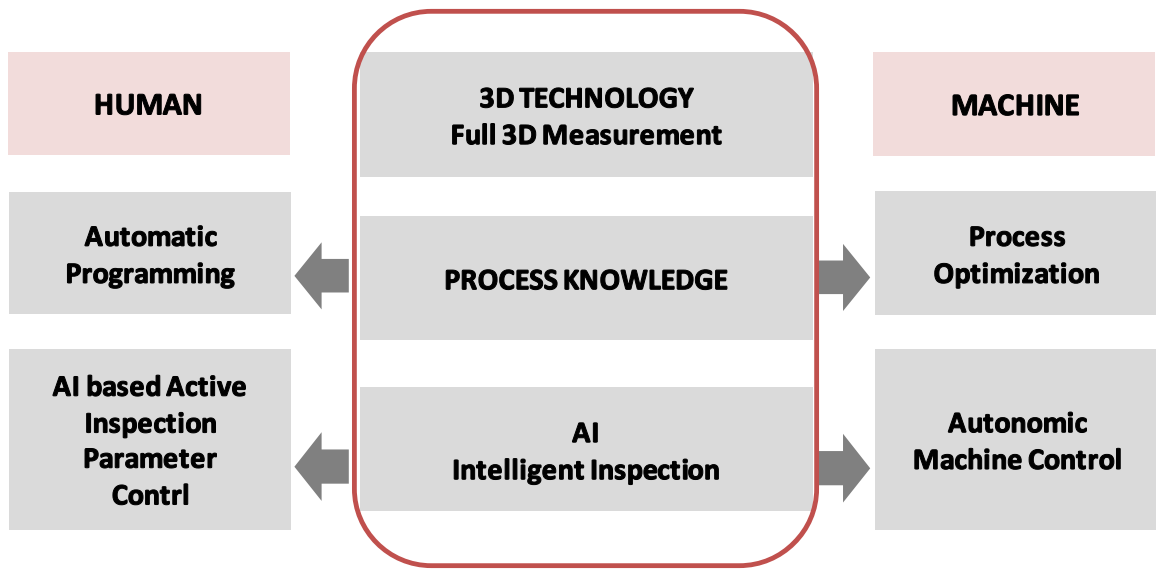 HUMAN
3D TECHNOLOGY
Full 3D Measurement
MACHINE
Automatic
Programming
PROCESS KNOWLEDGE
Process
Optimization
AI based Active
Inspection
Parameter
Contrl
AI
Intelligent Inspection
Autonomic
Machine Control